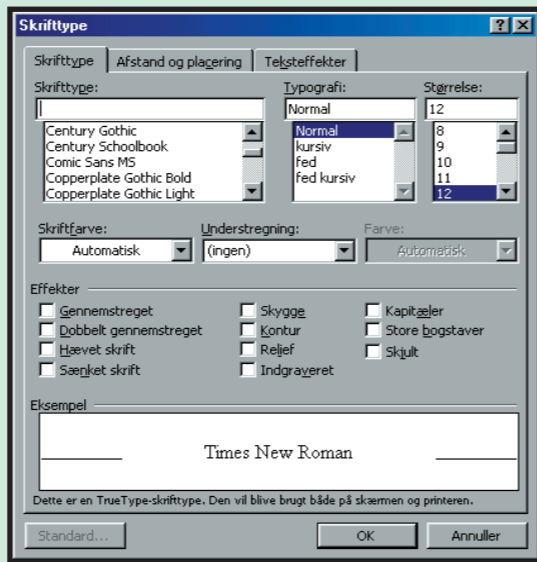 Skrifttype
Skrifttype Afstand og placering Teksteffekter
Skrifttype: Typografi: Størrelse:
Normal 12
Century Gothic Normal 8
Century Schoolbook kursiv 9
Comic Sans MS fed 10
Copperplate Gothic Bold fed kursiv 11
Copperplate Gothic Light 12
Skriftfarve: Understregning: Farve:
Automatisk (ingen) Automatisk
Effekter
Gennemstreget Skygge Kapitæler
Dobbelt gennemstreget Kontur Store bogstaver
Hævet skrift Relief Skjult
Sænket skrift Indgraveret
Eksempel
Times New Roman
Dette er en TrueType-skrifttype. Den vil blive brugt både på skærmen og printeren.
Standard... OK Annuller